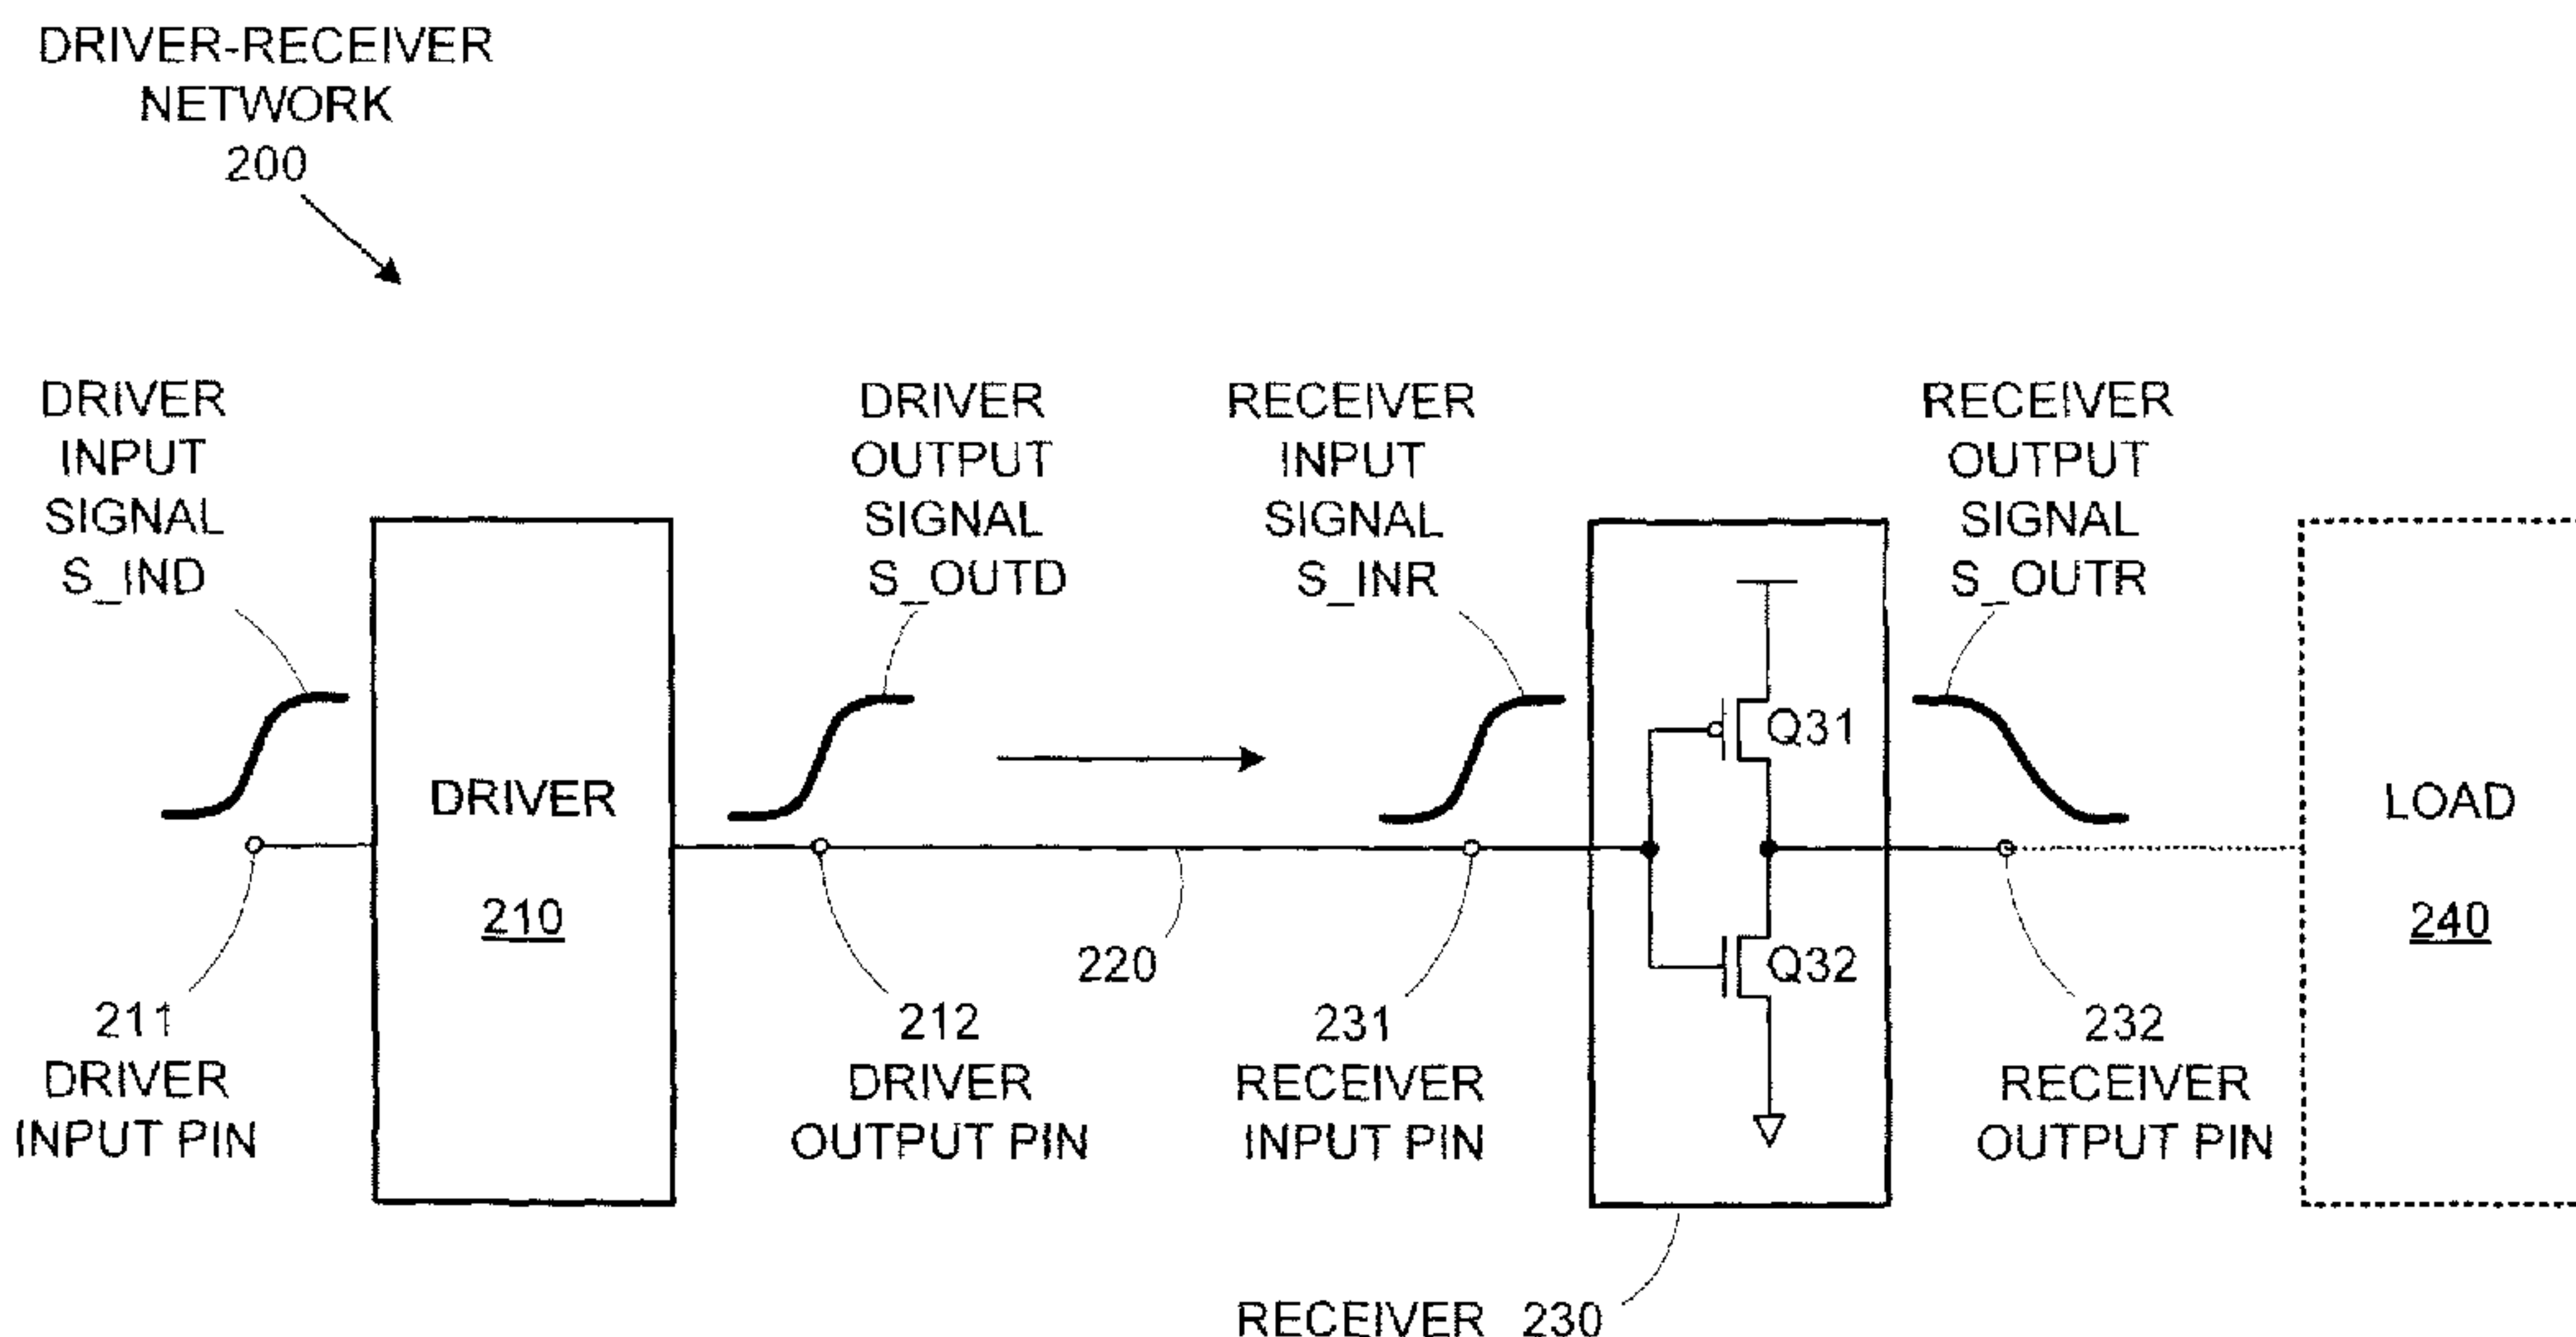 DRIVER-RECEIVER
NETWORK
200
DRIVER
INPUT
SIGNAL
S_IND
DRIVER
OUTPUT
SIGNAL
S_OUTD
RECEIVER
INPUT
SIGNAL
S_INR
RECEIVER
OUTPUT
SIGNAL
S_OUTR
DRIVER
210
Q31
Q32
LOAD
240
220
211
DRIVER
INPUT PIN
212
DRIVER
OUTPUT PIN
231
RECEIVER
INPUT PIN
232
RECEIVER
OUTPUT PIN
RECEIVER 230